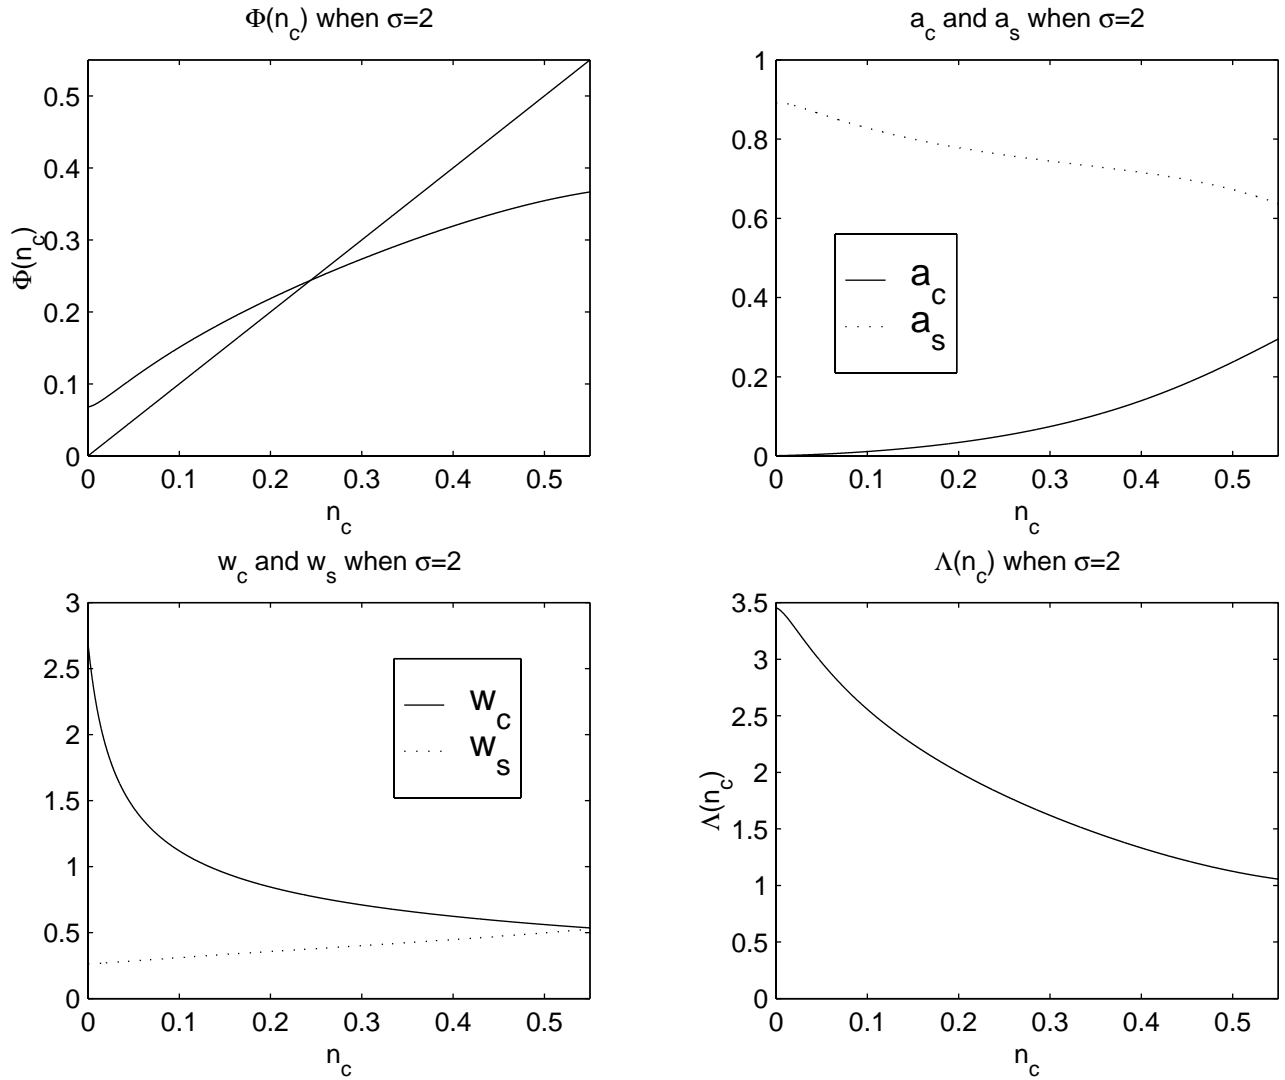 Φ(n_c) when σ=2
0.5
0.4
0.3
0.2
0.1
0
Φ(n_c)
0 0.1 0.2 0.3 0.4 0.5
n_c
a_c and a_s when σ=2
1
0.8
0.6
0.4
0.2
0
a_c
a_s
0 0.1 0.2 0.3 0.4 0.5
n_c
w_c and w_s when σ=2
3
2.5
2
1.5
1
0.5
0
w_c
w_s
0 0.1 0.2 0.3 0.4 0.5
n_c
Λ(n_c) when σ=2
3.5
3
2.5
2
1.5
1
0.5
0
Λ(n_c)
0 0.1 0.2 0.3 0.4 0.5
n_c